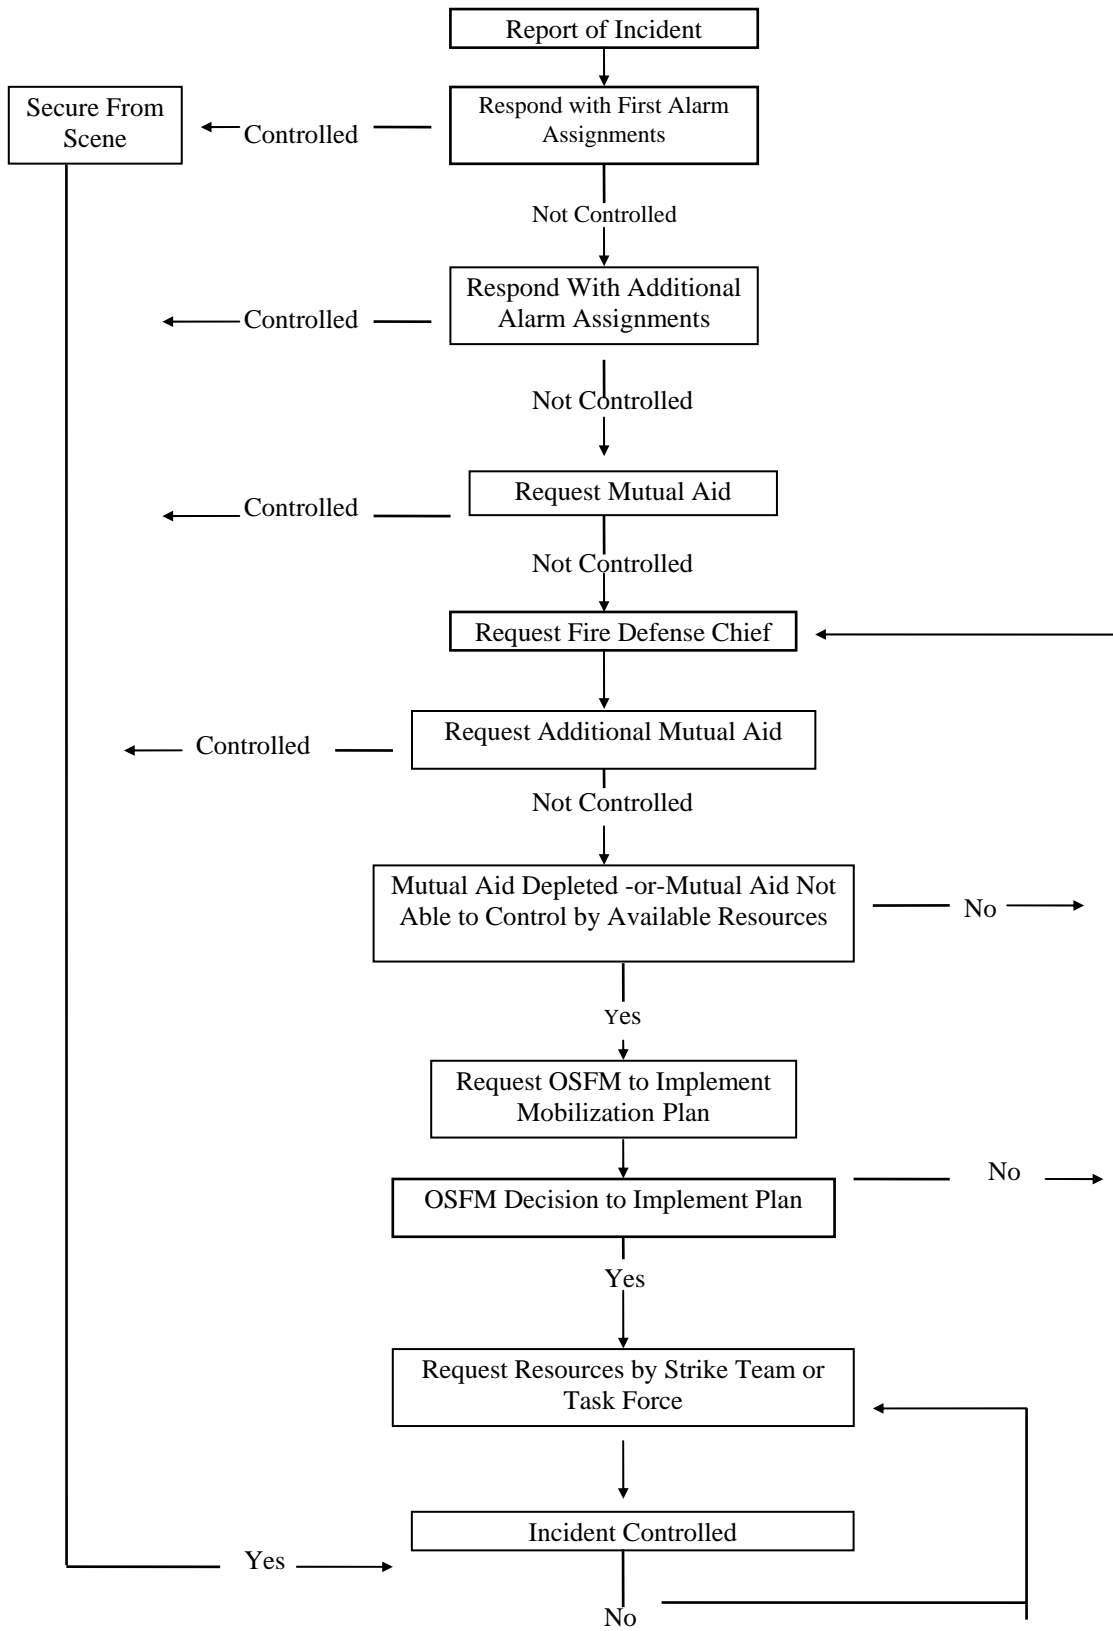 Report of Incident
Secure From
Scene
Controlled
Respond with First Alarm
Assignments
Not Controlled
Respond With Additional
Alarm Assignments
Controlled
Not Controlled
Request Mutual Aid
Controlled
Not Controlled
Request Fire Defense Chief
Request Additional Mutual Aid
Controlled
Not Controlled
Mutual Aid Depleted -or-Mutual Aid Not
Able to Control by Available Resources
No
Yes
Request OSFM to Implement
Mobilization Plan
No
OSFM Decision to Implement Plan
Yes
Request Resources by Strike Team or
Task Force
Incident Controlled
Yes
No